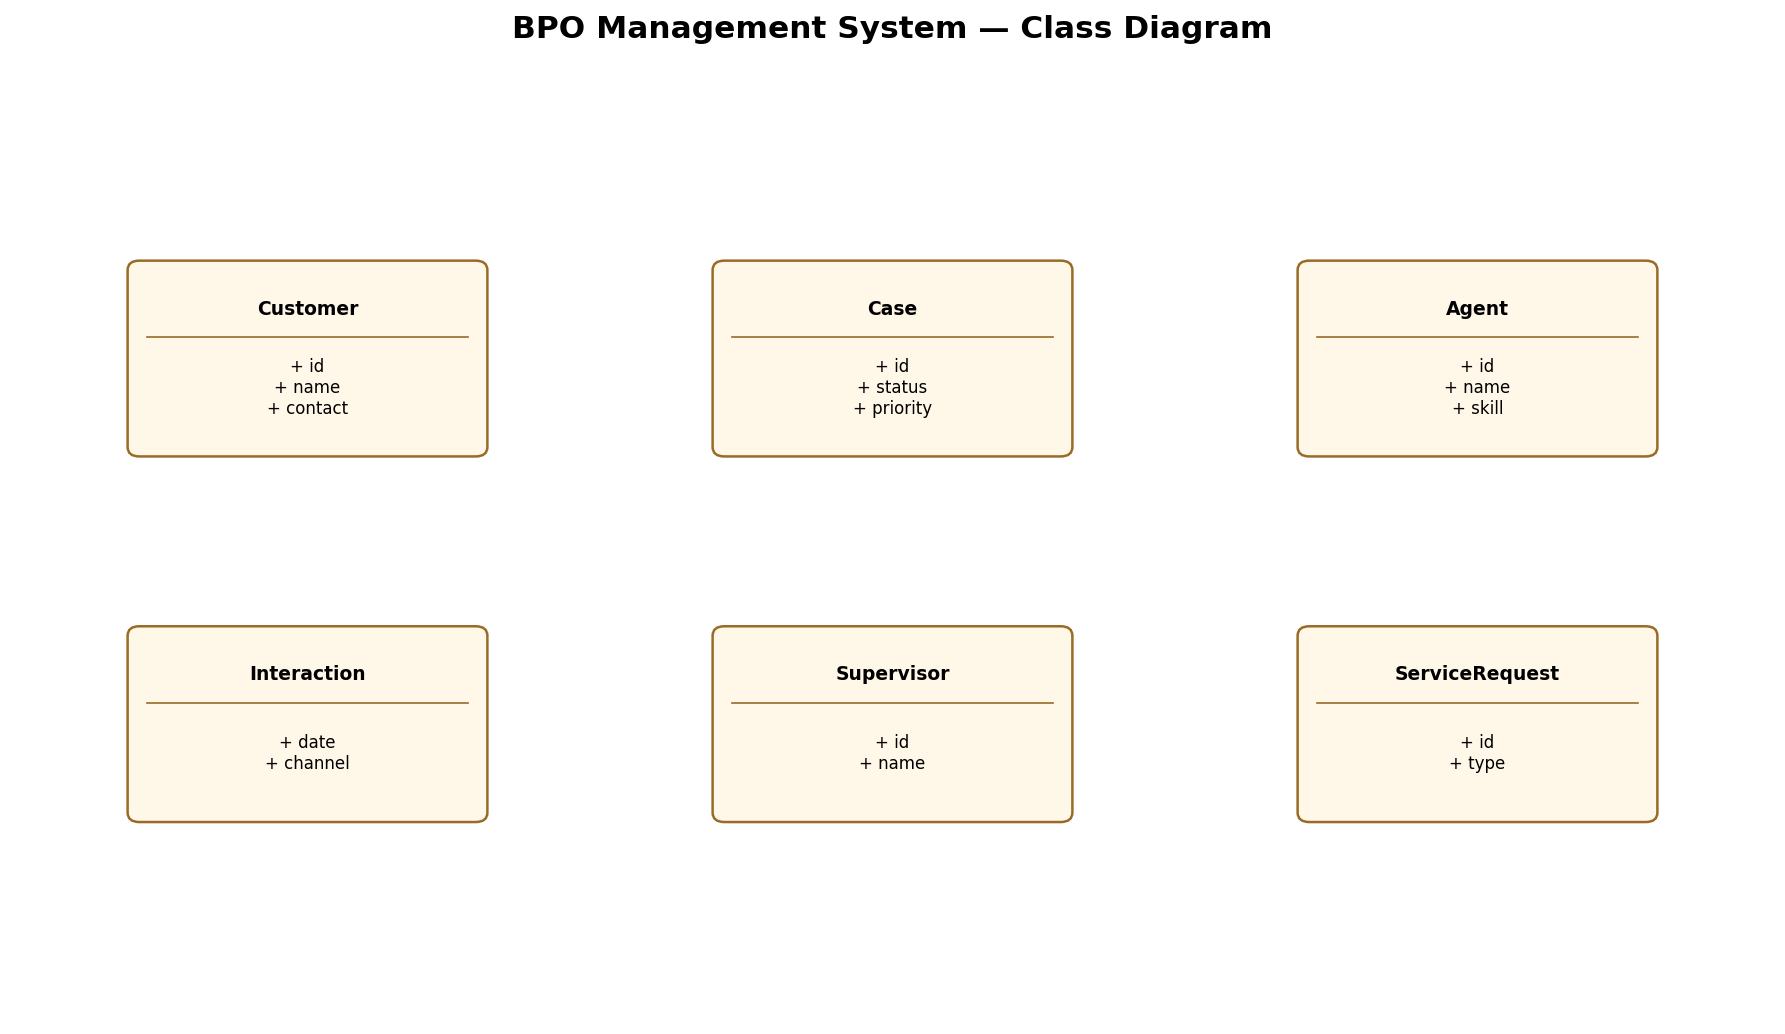 BPO Management System — Class Diagram
Customer
+ id
+ name
+ contact
Case
+ id
+ status
+ priority
Agent
+ id
+ name
+ skill
Interaction
+ date
+ channel
Supervisor
+ id
+ name
ServiceRequest
+ id
+ type